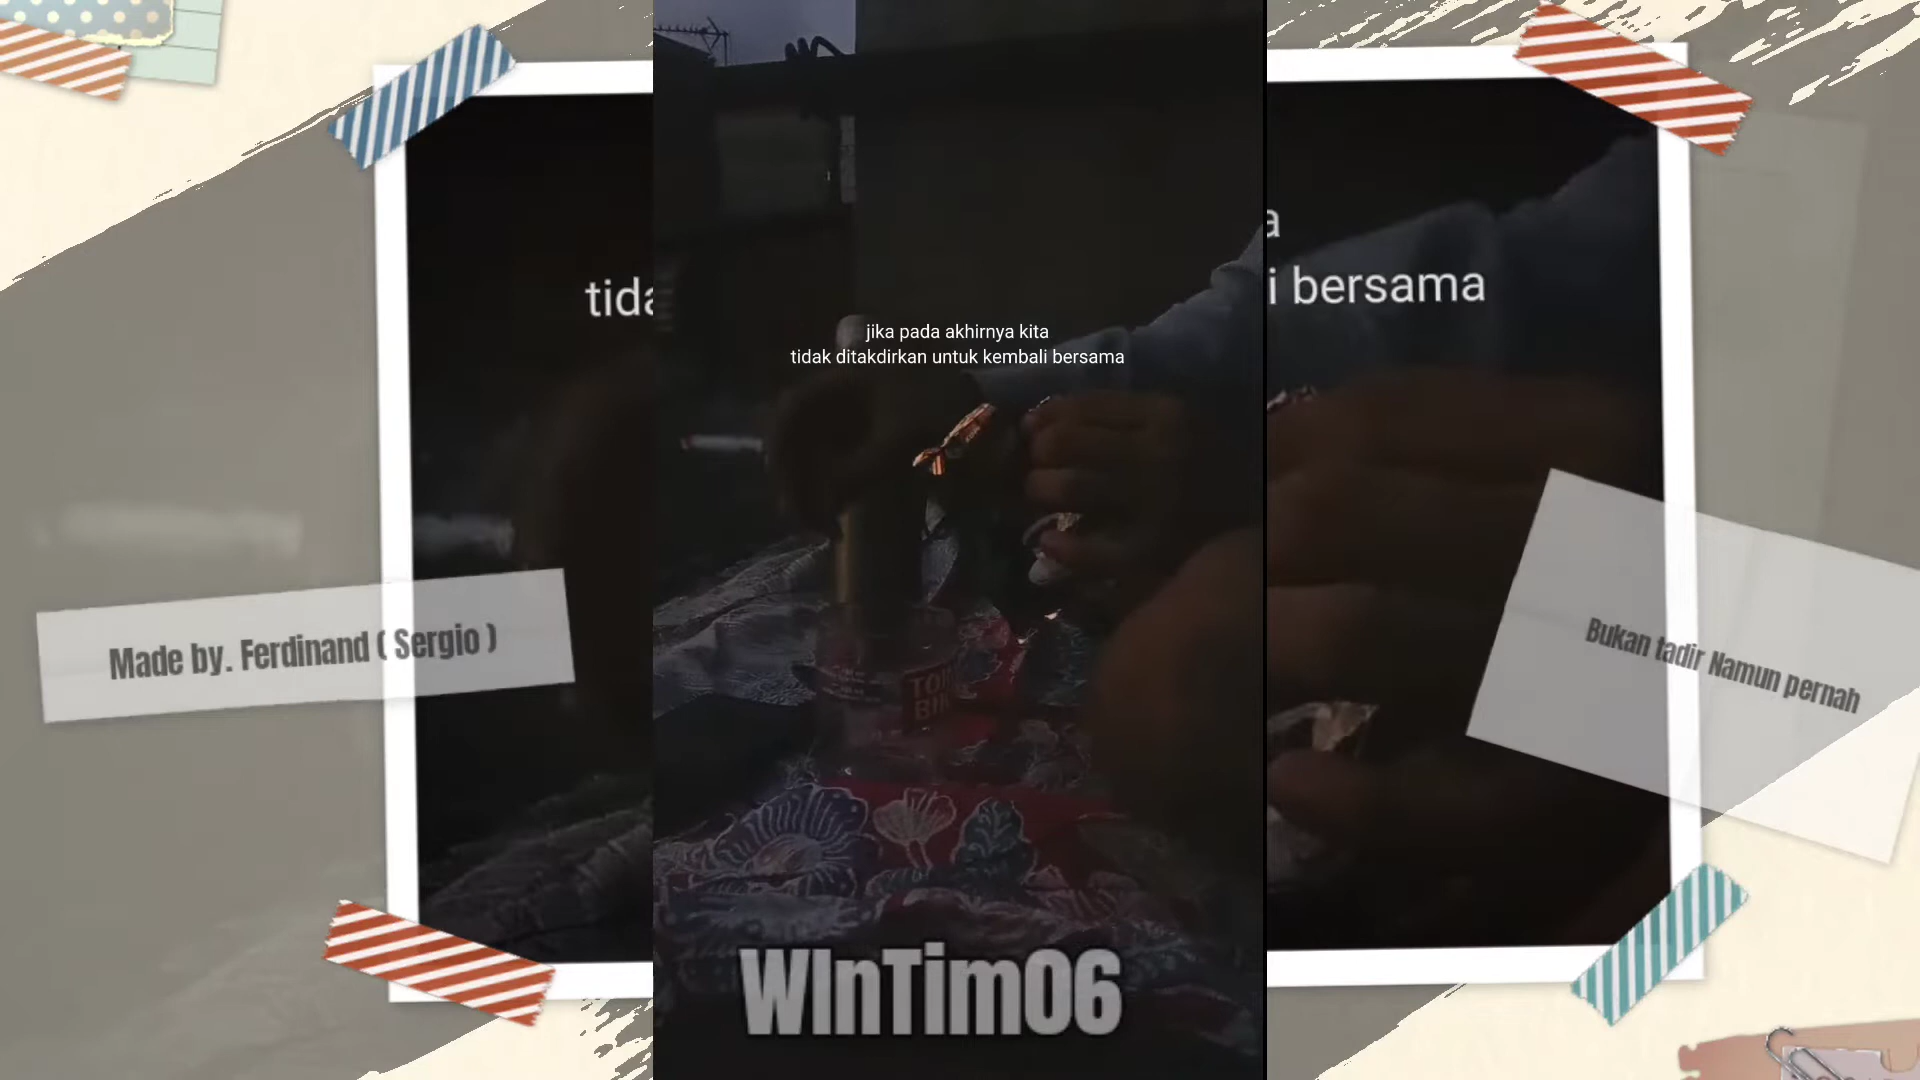 a
tida
i bersama
jika pada akhirnya kita
tidak ditakdirkan untuk kembali bersama
Made by. Ferdinand ( Sergio )
Bukan tadir Namun pernah
WInTim06